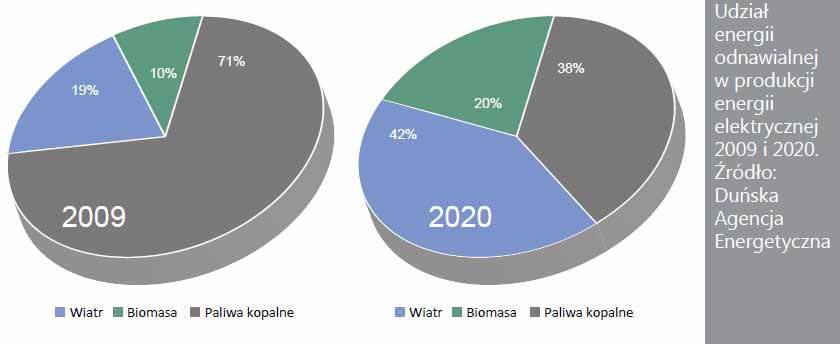 19%
10%
71%
2009
Wiatr Biomasa Paliwa kopalne
42%
20%
38%
2020
Wiatr Biomasa Paliwa kopalne
Udział
energii
odnawialnej
w produkcji
energii
elektrycznej
2009 i 2020.
Źródło:
Duńska
Agencja
Energetyczna